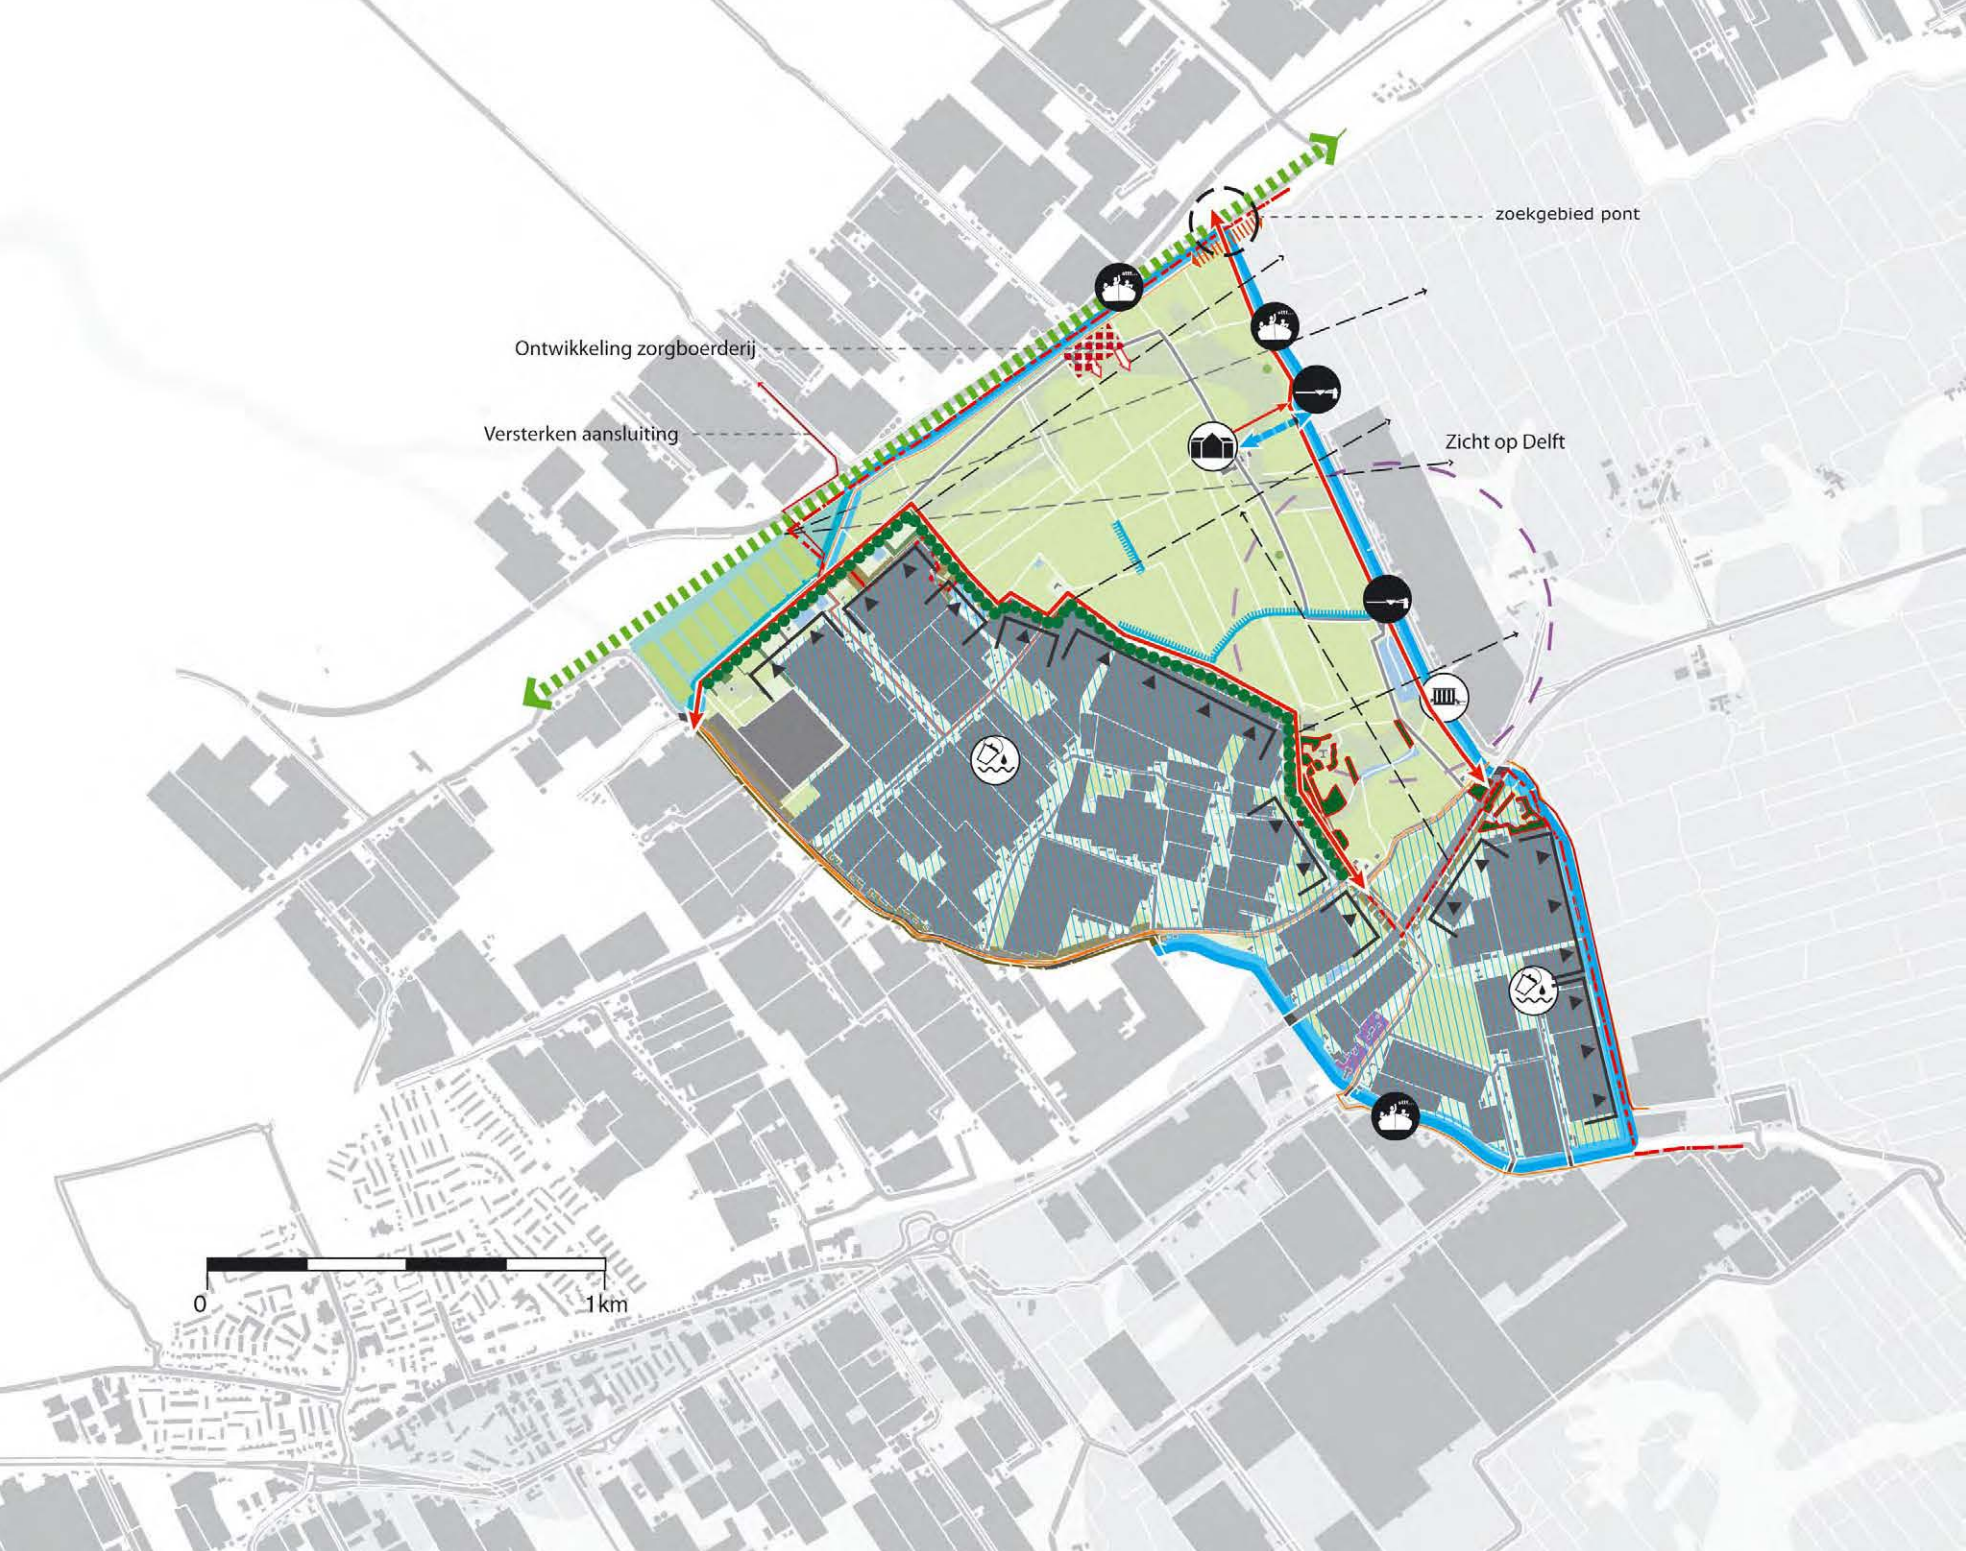 zoekgebied pont
Ontwikkeling zorgboerderij
Versterken aansluiting
Zicht op Delft
0
1km